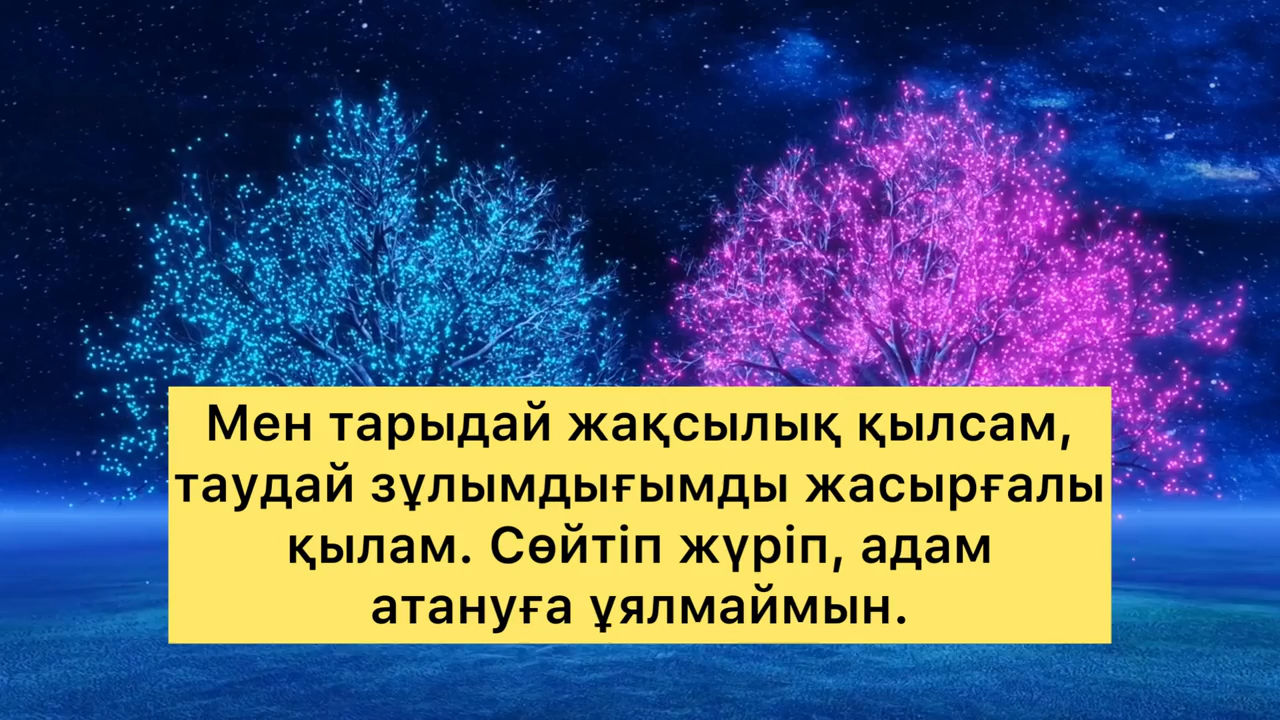 Мен тарыдай жақсылық қылсам,
таудай зұлымдығымды жасырғалы
қылам. Сөйтіп жүріп, адам
атануға ұялмаймын.